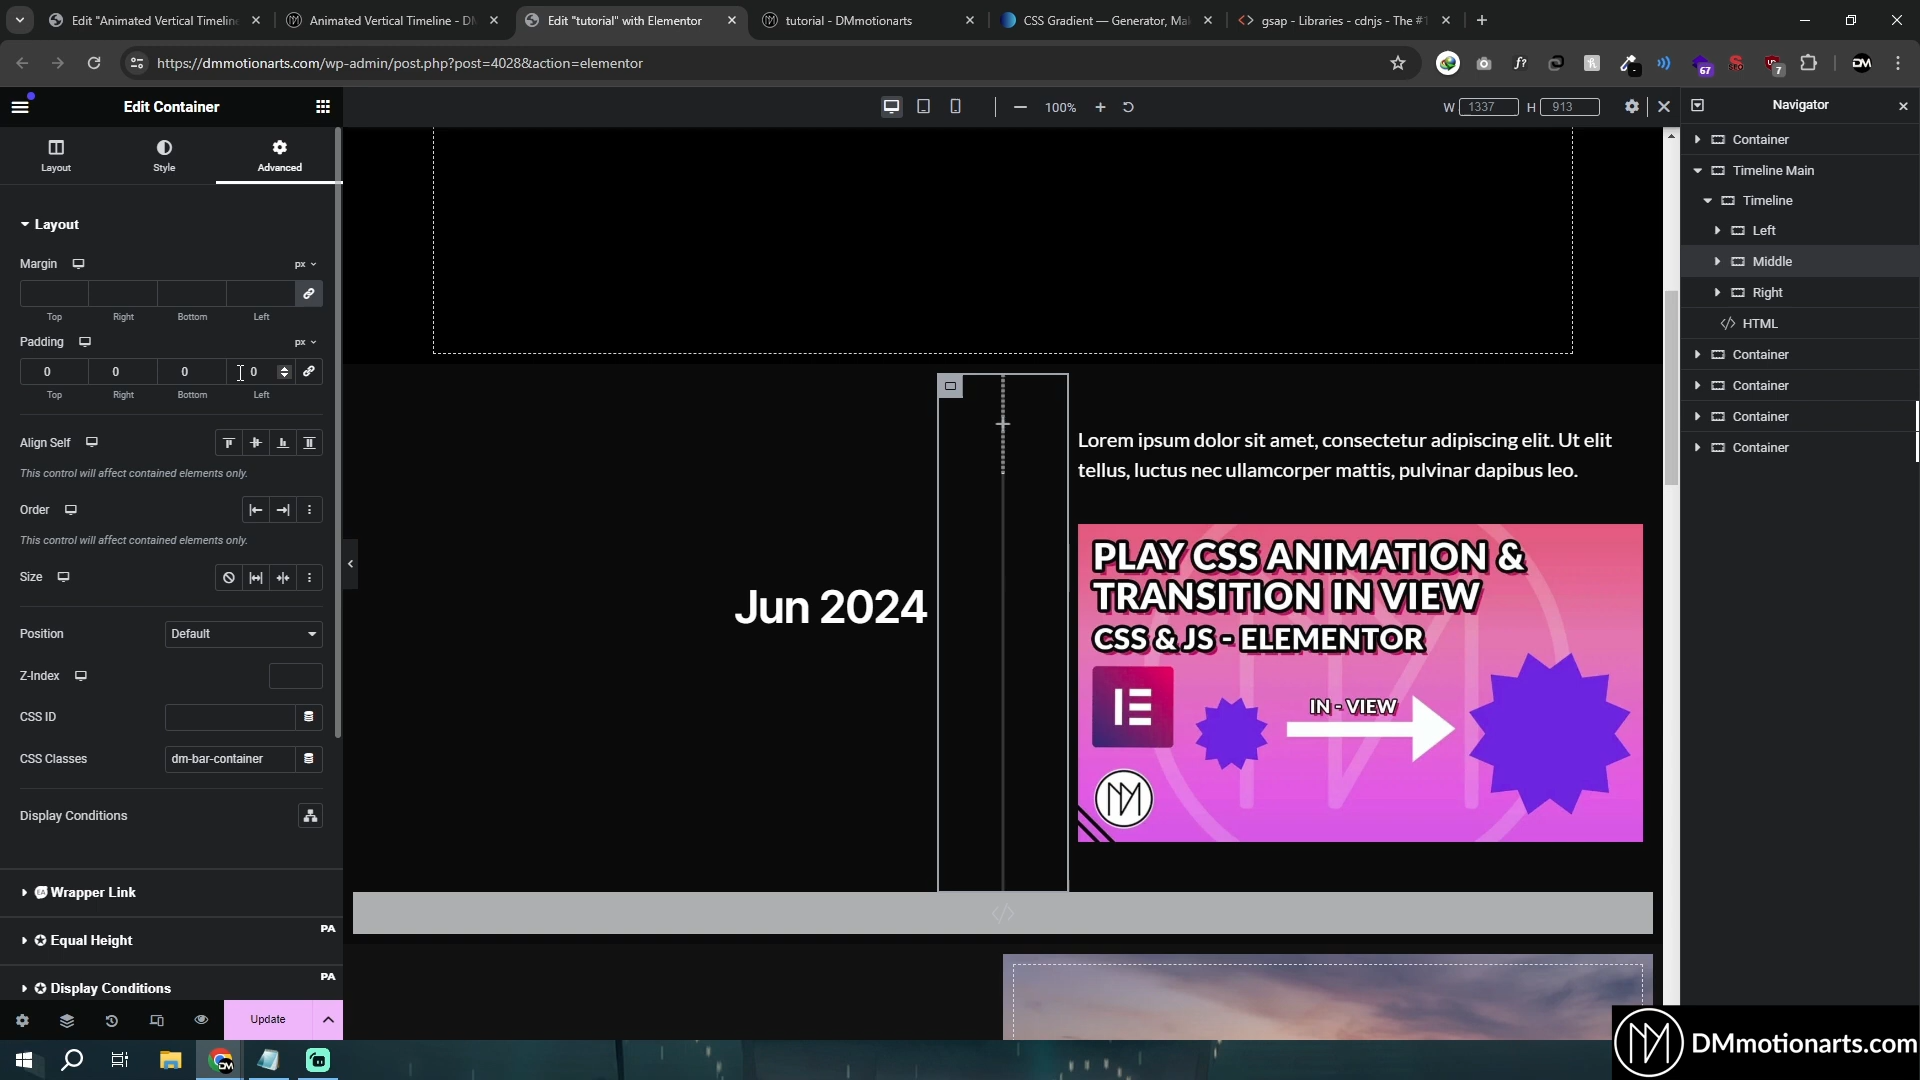 Edit "Animated Vertical Timeline
Animated Vertical Timeline - DM
Edit "tutorial" with Elementor
tutorial - DMmotionarts
CSS Gradient — Generator, Ma
gsap - Libraries - cdnjs - The #1
https://dmmotionarts.com/wp-admin/post.php?post=4028&action=elementor
f?
67
SEO
7
DM
Edit Container
100%
W 1337 H 913
Navigator
Layout Style Advanced
Layout
Margin px
Top Right Bottom Left
Padding px
0 0 0 0
Top Right Bottom Left
Align Self
This control will affect contained elements only.
Order
This control will affect contained elements only.
Size
Position Default
Z-Index
CSS ID
CSS Classes dm-bar-container
Display Conditions
Wrapper Link
PA
Equal Height
PA
Display Conditions
Update
Jun 2024
Lorem ipsum dolor sit amet, consectetur adipiscing elit. Ut elit
tellus, luctus nec ullamcorper mattis, pulvinar dapibus leo.
PLAY CSS ANIMATION &
TRANSITION IN VIEW
CSS & JS - ELEMENTOR
IN - VIEW
Container
Timeline Main
Timeline
Left
Middle
Right
</> HTML
Container
Container
Container
Container
DMmotionarts.com